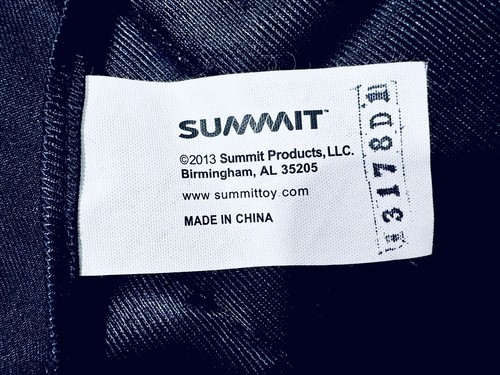 SUMMIT™
©2013 Summit Products, LLC.
Birmingham, AL 35205
www summittoy com
MADE IN CHINA
3178D